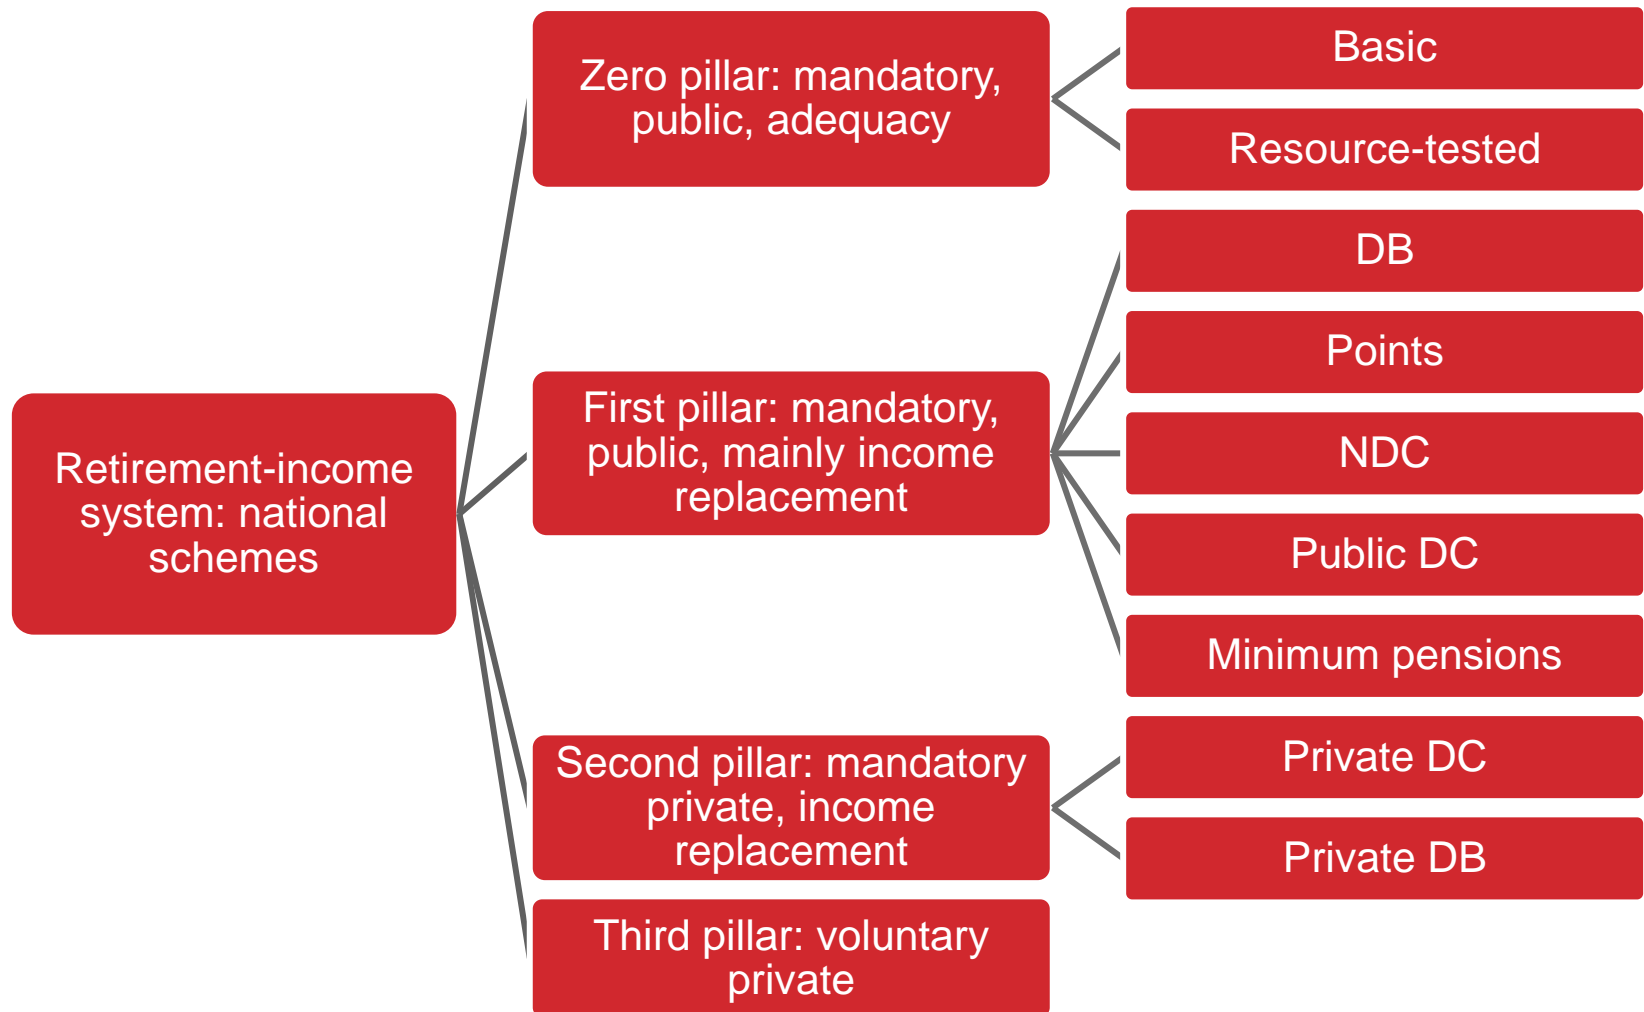 Retirement-income
system: national
schemes
Zero pillar: mandatory,
public, adequacy
Basic
Resource-tested
First pillar: mandatory,
public, mainly income
replacement
DB
Points
NDC
Public DC
Minimum pensions
Second pillar: mandatory
private, income
replacement
Private DC
Private DB
Third pillar: voluntary
private